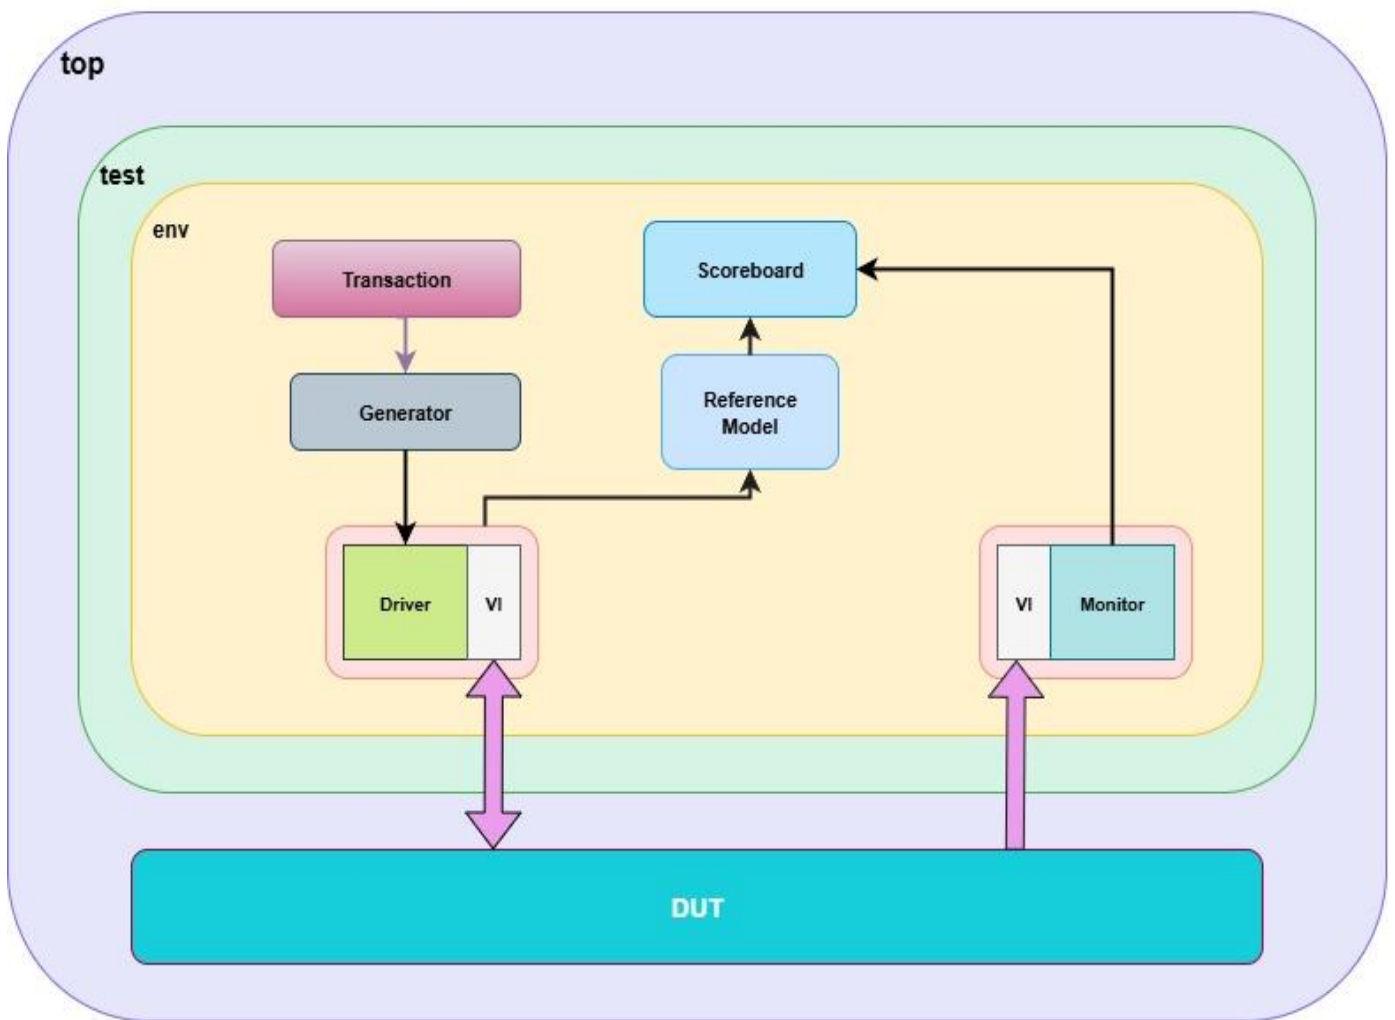 top
test
env
Transaction
Scoreboard
Generator
Reference
Model
Driver
VI
VI
Monitor
DUT